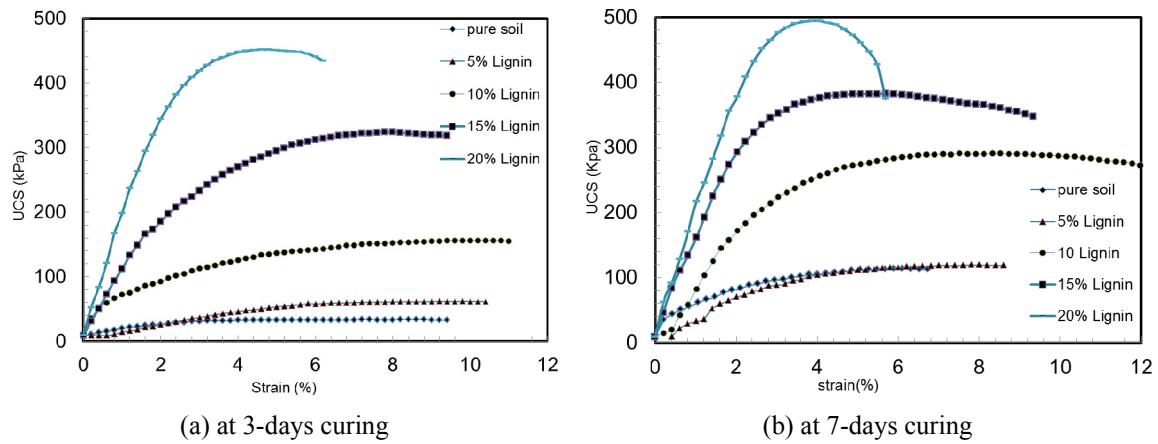 500
400
300
200
100
0
UCS (kPa)
0 2 4 6 8 10 12
Strain (%)
pure soil
5% Lignin
10% Lignin
15% Lignin
20% Lignin
(a) at 3-days curing
500
400
300
200
100
0
UCS (Kpa)
0 2 4 6 8 10 12
strain(%)
pure soil
5% Lignin
10 Lignin
15% Lignin
20% Lignin
(b) at 7-days curing